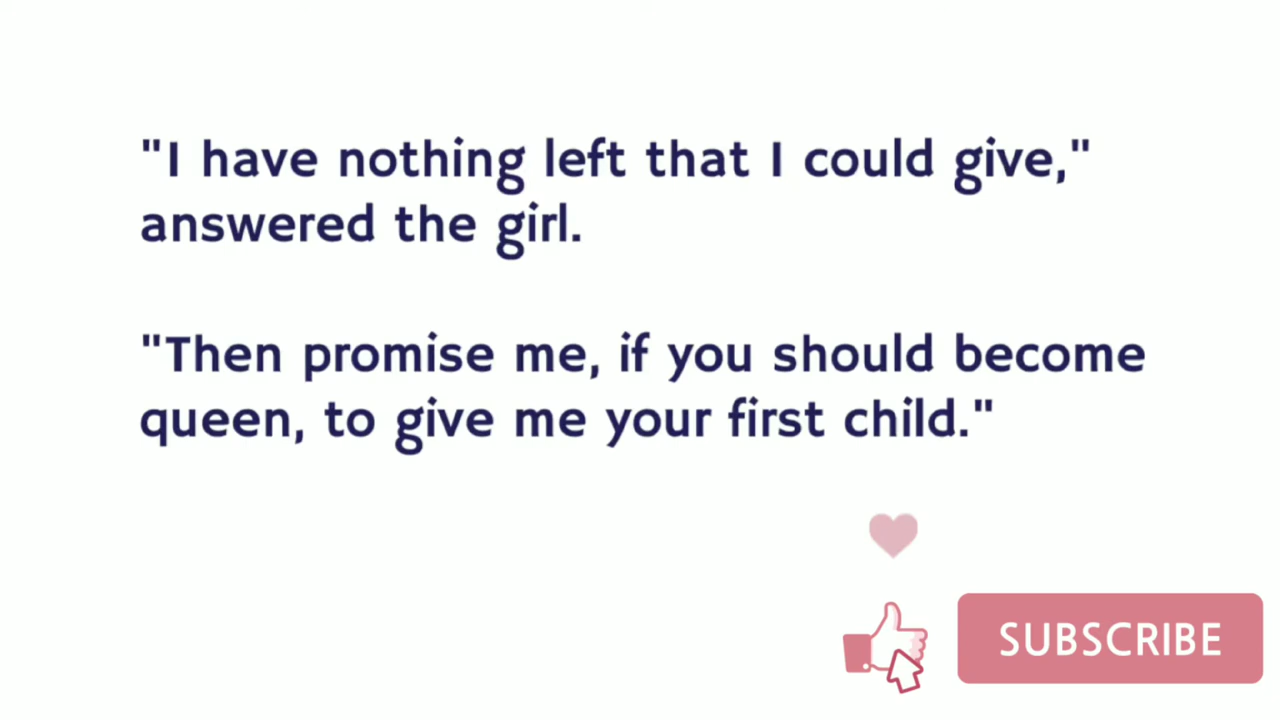 "I have nothing left that I could give,"
answered the girl.
"Then promise me, if you should become
queen, to give me your first child."
SUBSCRIBE